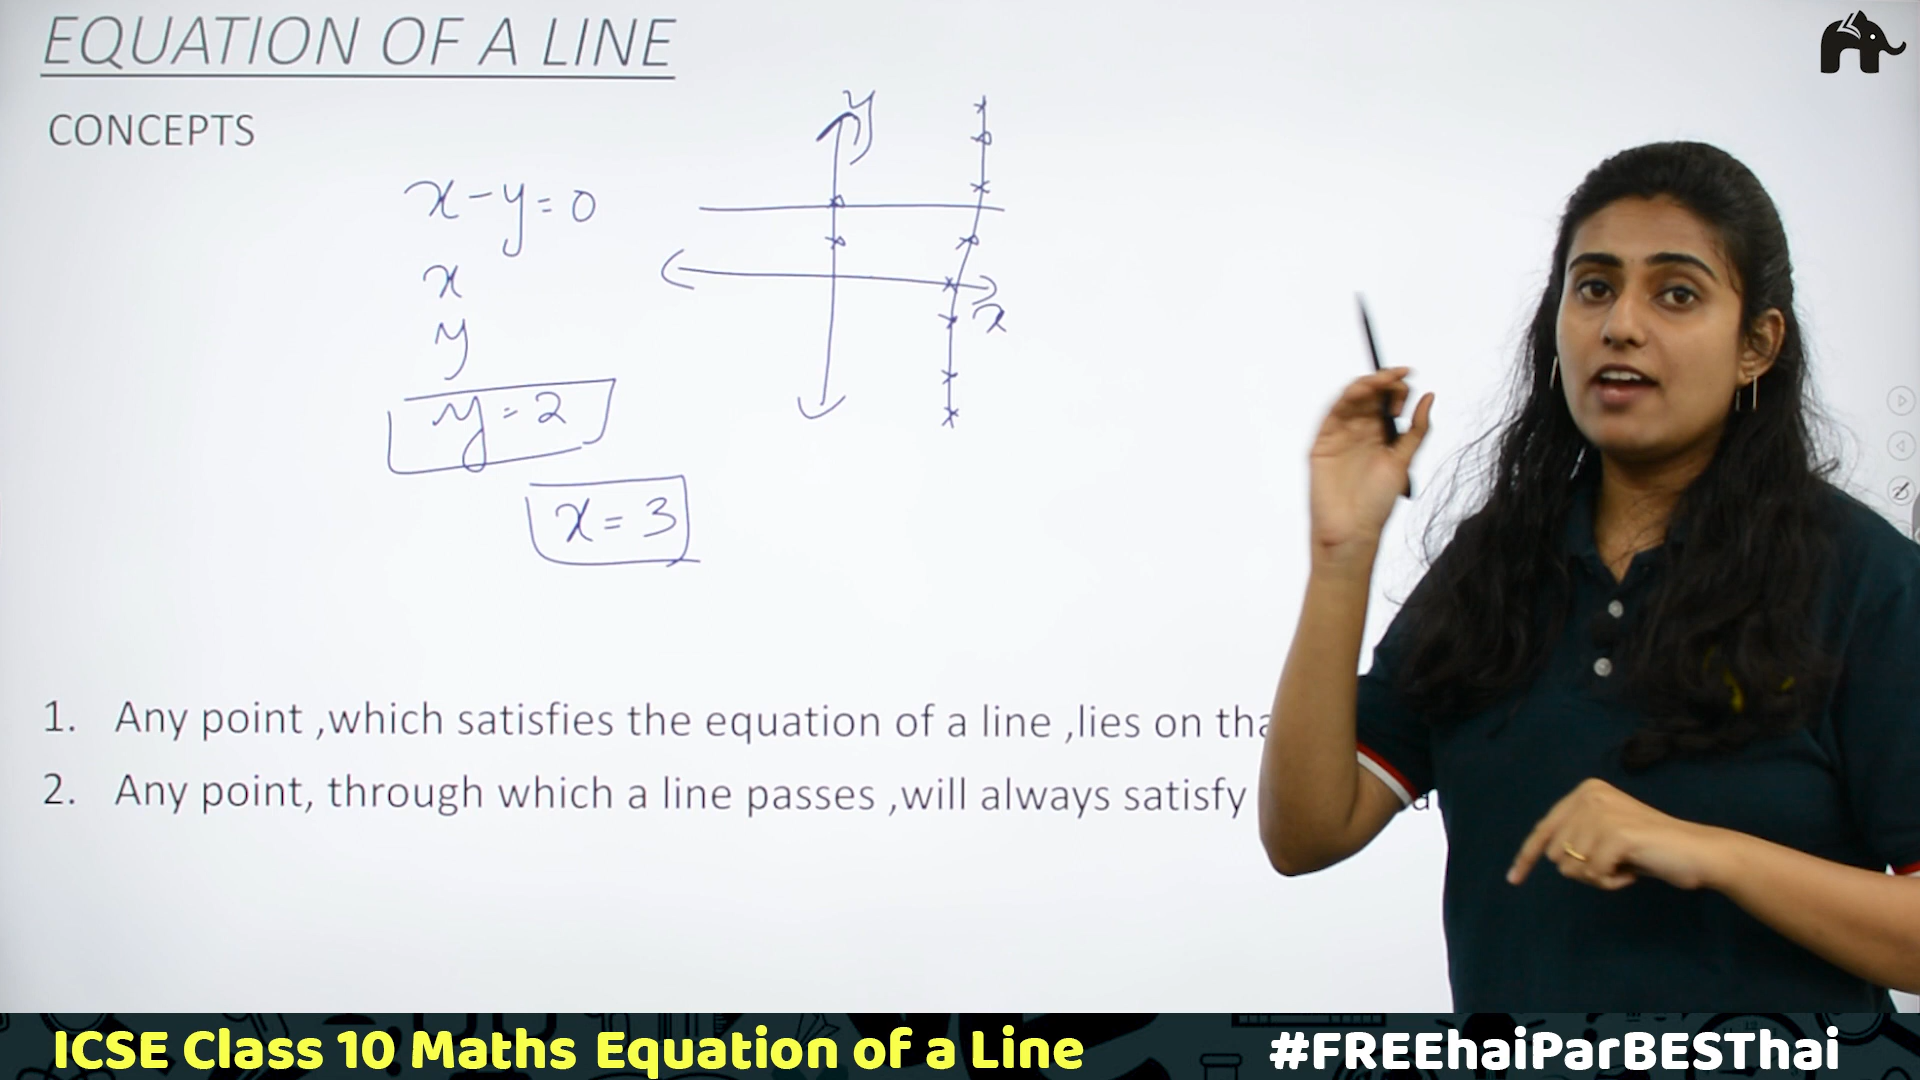 EQUATION OF A LINE
CONCEPTS
x - y = 0
x
y
y = 2
x = 3
y
x
1. Any point ,which satisfies the equation of a line ,lies on
2. Any point, through which a line passes ,will always satisfy
ICSE Class 10 Maths Equation of a Line
#FREEhaiParBESThai